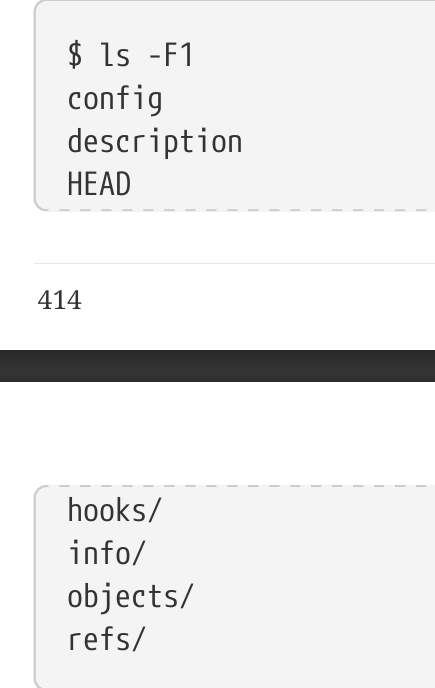 $ ls -F1
config
description
HEAD
414
hooks/
info/
objects/
refs/